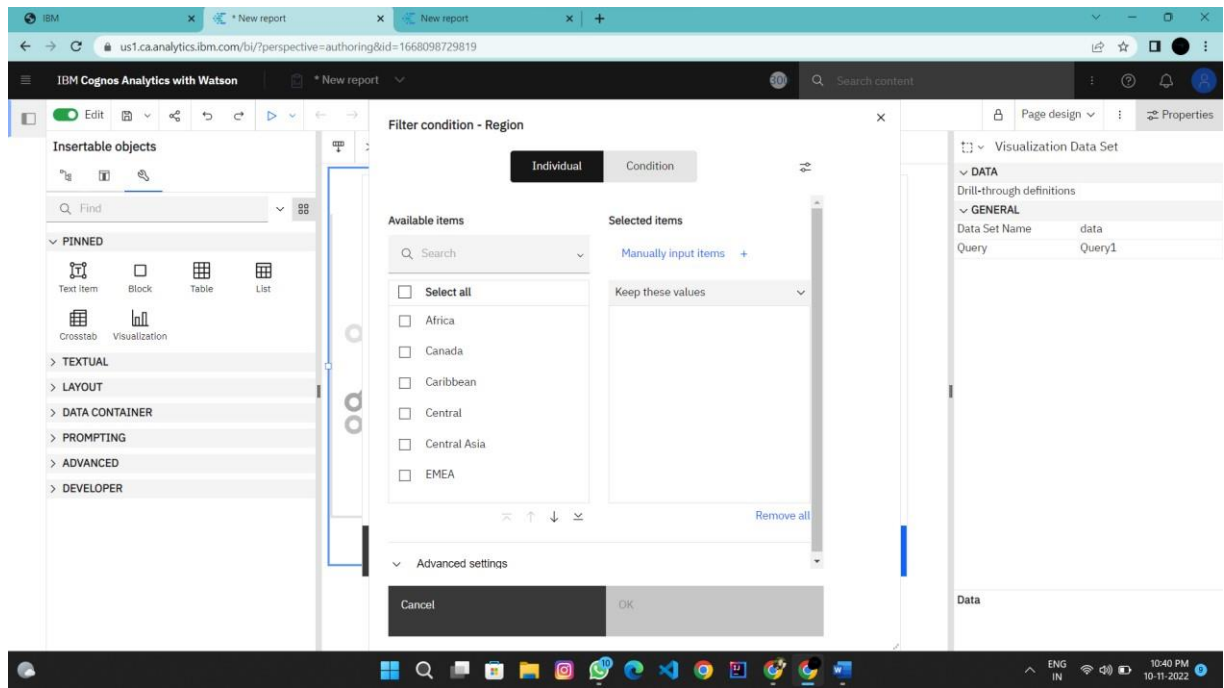 IBM
* New report
New report
us1.ca.analytics.ibm.com/bi/?perspective=authoring&id=1668098729819
IBM Cognos Analytics with Watson
* New report
30
Search content
Edit
Page design
Properties
Insertable objects
Find
PINNED
Text item Block Table List
Crosstab Visualization
TEXTUAL
LAYOUT
DATA CONTAINER
PROMPTING
ADVANCED
DEVELOPER
Filter condition - Region
Individual Condition
Available items
Search
Select all
Africa
Canada
Caribbean
Central
Central Asia
EMEA
Selected items
Manually input items +
Keep these values
Remove all
Advanced settings
Cancel
OK
Visualization Data Set
DATA
Drill-through definitions
GENERAL
Data Set Name data
Query Query1
Data
10
ENG
IN
10:40 PM
10-11-2022
9